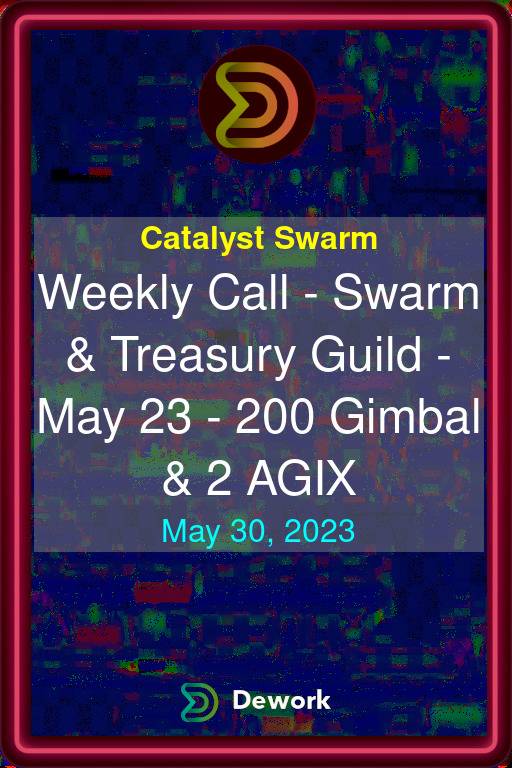 Catalyst Swarm
Weekly Call - Swarm
& Treasury Guild -
May 23 - 200 Gimbal
& 2 AGIX
May 30, 2023
Dework